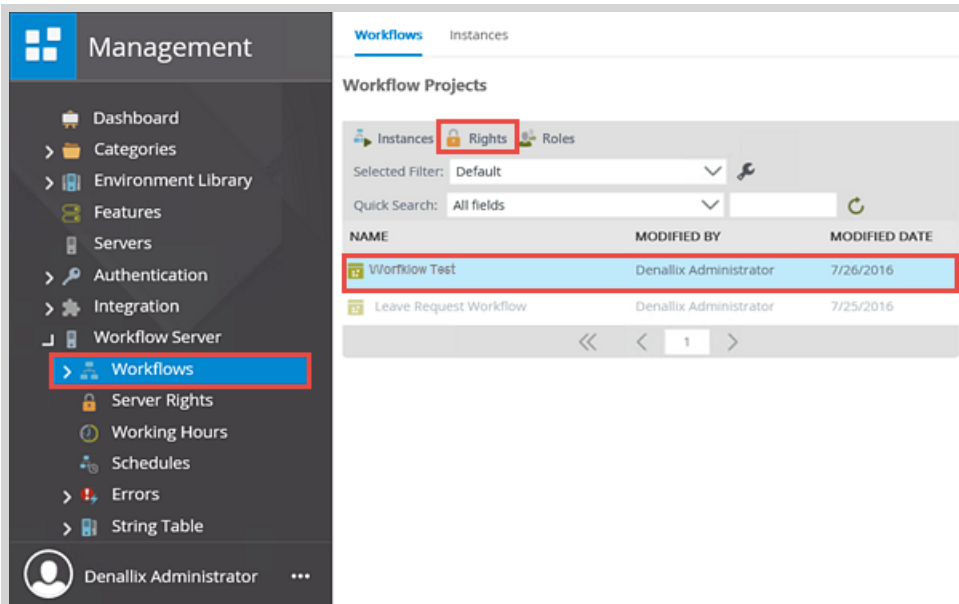 Management
Dashboard
Categories
Environment Library
Features
Servers
Authentication
Integration
Workflow Server
Workflows
Server Rights
Working Hours
Schedules
Errors
String Table
Denallix Administrator
Workflows Instances
Workflow Projects
Instances Rights Roles
Selected Filter: Default
Quick Search: All fields
NAME MODIFIED BY MODIFIED DATE
Worfklow Test Denallix Administrator 7/26/2016
Leave Request Workflow Denallix Administrator 7/25/2016
1